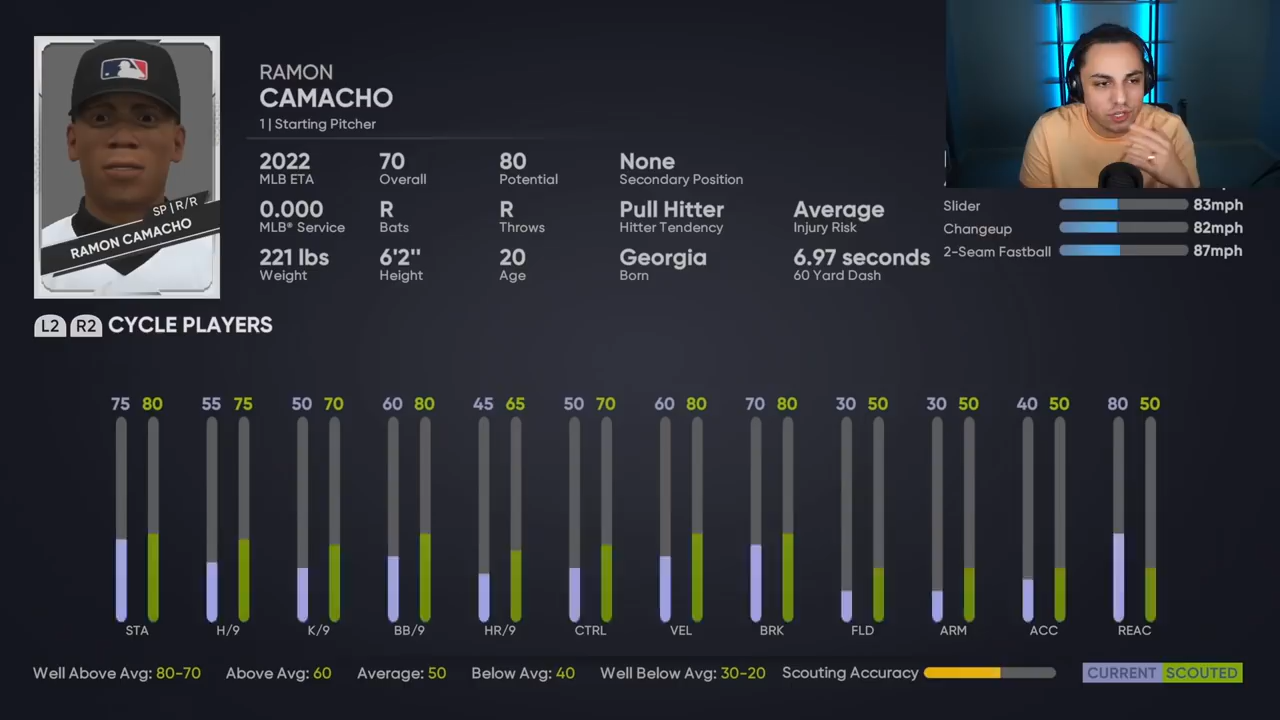 RAMON
CAMACHO
1 | Starting Pitcher
SP | R/R
RAMON CAMACHO
2022 70 80 None
MLB ETA Overall Potential Secondary Position
0.000 R R Pull Hitter Average
MLB® Service Bats Throws Hitter Tendency Injury Risk
221 lbs 6'2" 20 Georgia 6.97 seconds
Weight Height Age Born 60 Yard Dash
Slider 83mph
Changeup 82mph
2-Seam Fastball 87mph
L2 R2 CYCLE PLAYERS
75 80 55 75 50 70 60 80 45 65 50 70 60 80 70 80 30 50 30 50 40 50 80 50
STA H/9 K/9 BB/9 HR/9 CTRL VEL BRK FLD ARM ACC REAC
Well Above Avg: 80-70 Above Avg: 60 Average: 50 Below Avg: 40 Well Below Avg: 30-20 Scouting Accuracy CURRENT SCOUTED